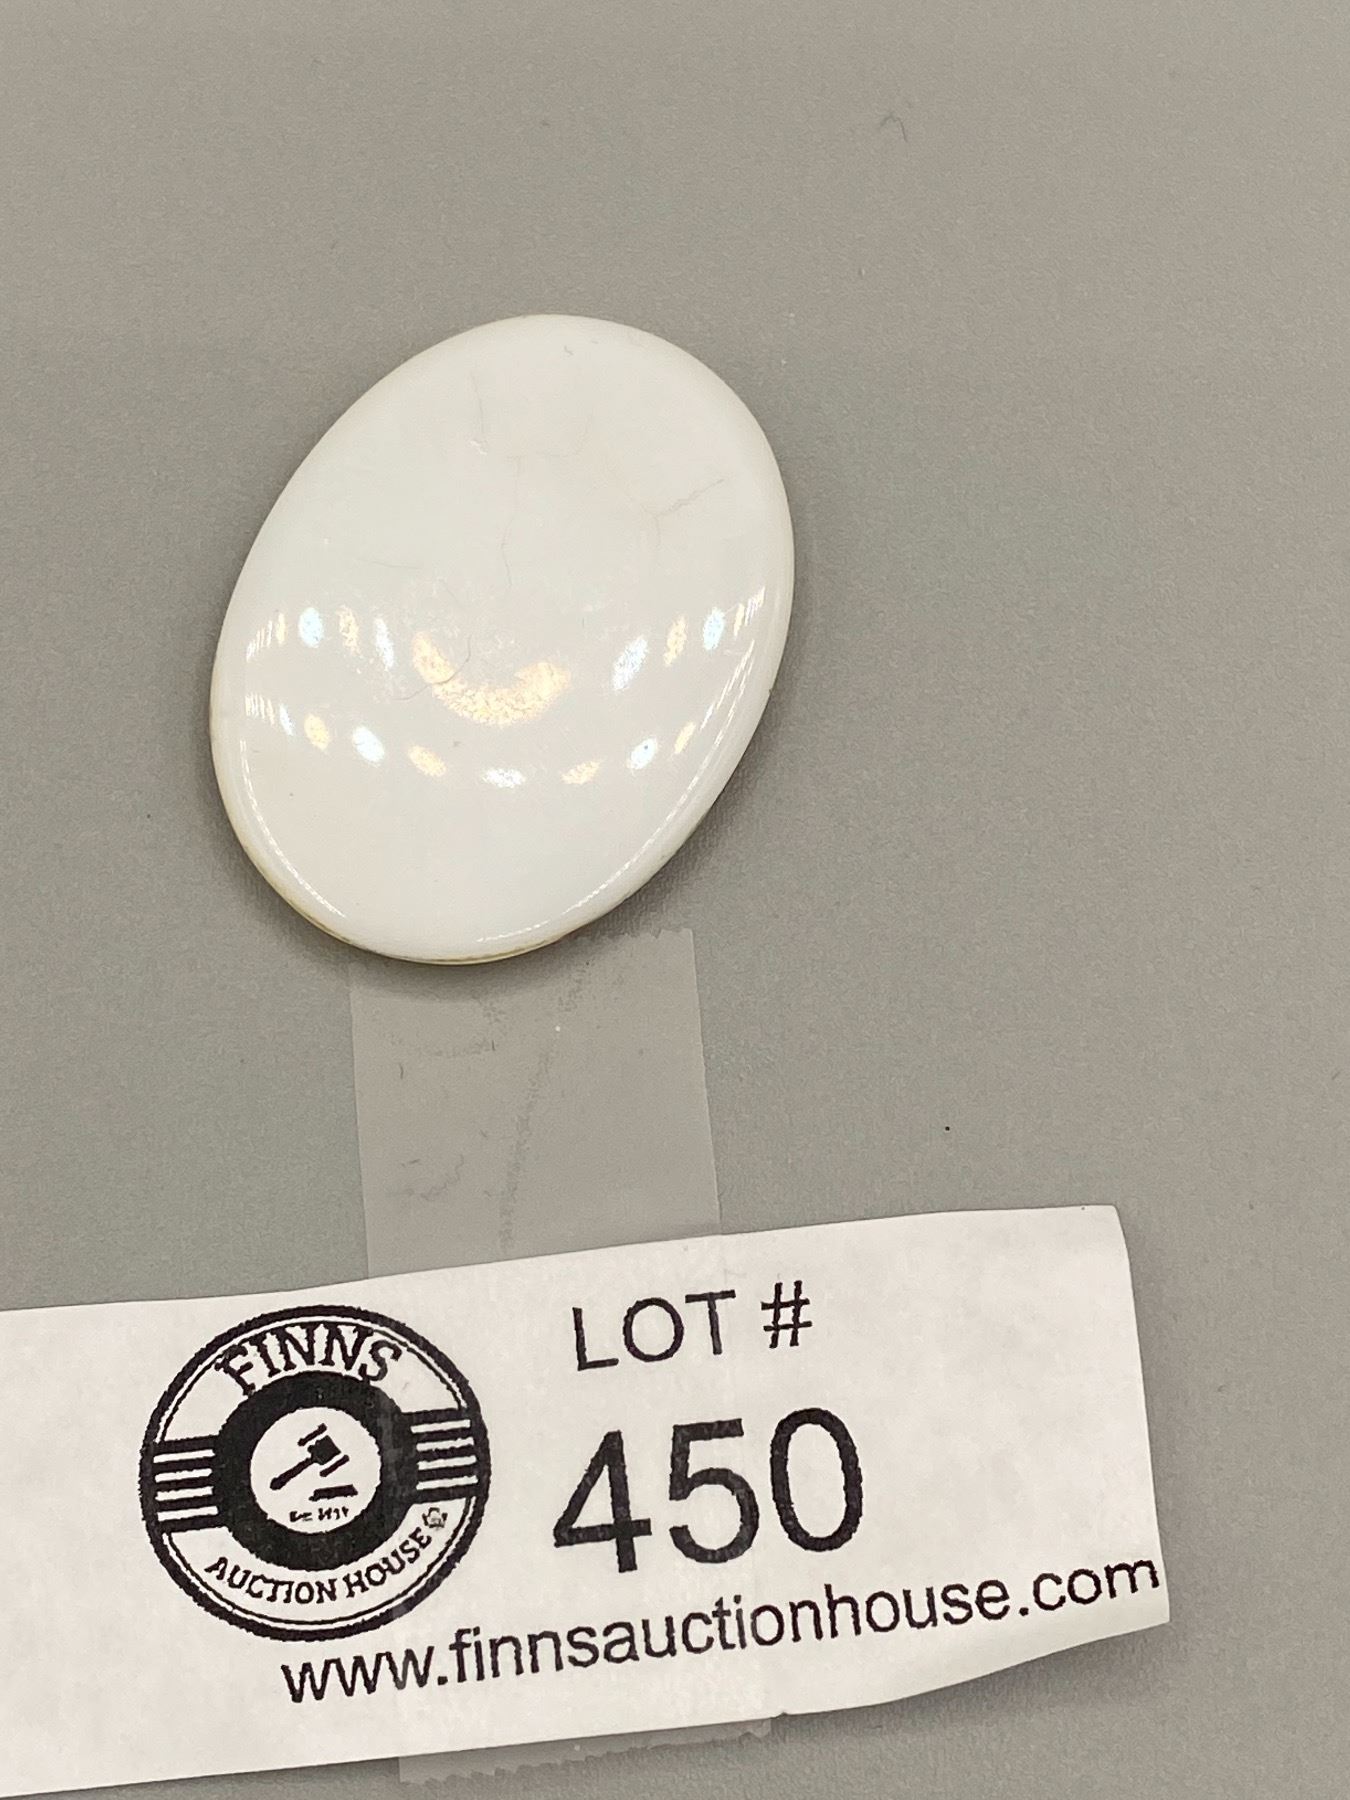 FINNS
AUCTION HOUSE
LOT #
450
www.finnsauctionhouse.com